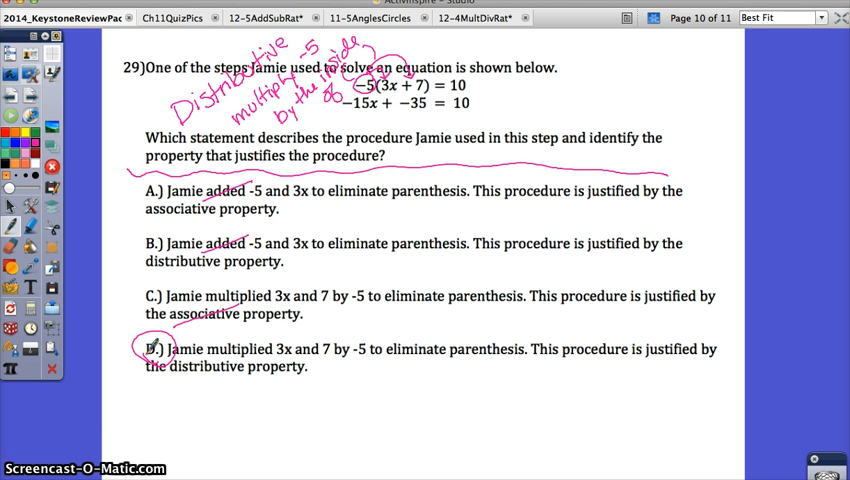 ActivInspire - Studio
2014_KeystoneReviewPac
Ch11QuizPics
12-5AddSubRat*
11-5AnglesCircles
12-4MultDivRat*
Page 10 of 11
Best Fit
Distributive
multiply -5
by the inside
of
29)One of the steps Jamie used to solve an equation is shown below.
−5(3x + 7) = 10
−15x + −35 = 10
Which statement describes the procedure Jamie used in this step and identify the
property that justifies the procedure?
A.) Jamie added -5 and 3x to eliminate parenthesis. This procedure is justified by the
associative property.
B.) Jamie added -5 and 3x to eliminate parenthesis. This procedure is justified by the
distributive property.
C.) Jamie multiplied 3x and 7 by -5 to eliminate parenthesis. This procedure is justified by
the associative property.
D.) Jamie multiplied 3x and 7 by -5 to eliminate parenthesis. This procedure is justified by
the distributive property.
Screencast-O-Matic.com